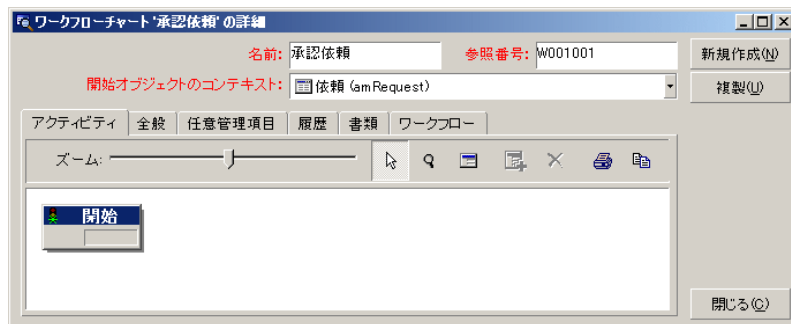 ワークフローチャート'承認依頼' の詳細
名前: 承認依頼 参照番号: W001001 新規作成(N)
開始オブジェクトのコンテキスト: 依頼 (amRequest) 複製(U)
アクティビティ 全般 任意管理項目 履歴 書類 ワークフロー
ズーム:
開始
閉じる(C)